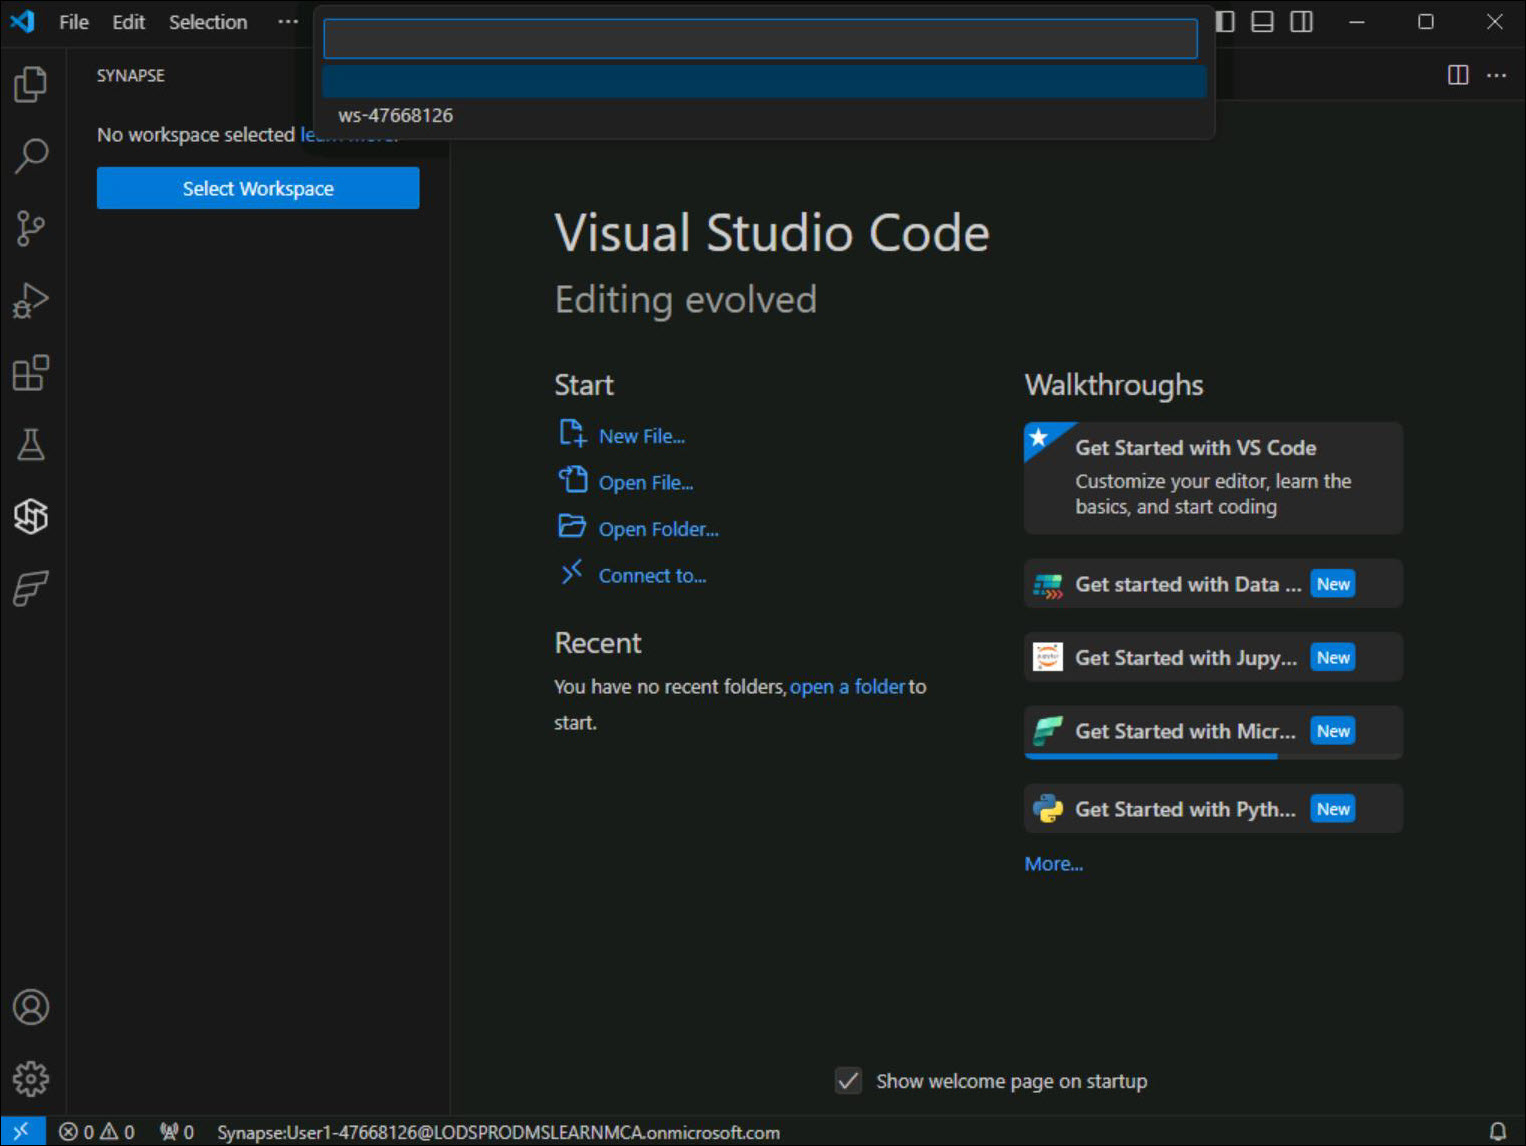 File Edit Selection ···
SYNAPSE
ws-47668126
No workspace selected
Select Workspace
Visual Studio Code
Editing evolved
Start
New File...
Open File...
Open Folder...
Connect to...
Recent
You have no recent folders, open a folder to
start.
Walkthroughs
Get Started with VS Code
Customize your editor, learn the
basics, and start coding
Get started with Data ... New
Get Started with Jupy... New
Get Started with Micr... New
Get Started with Pyth... New
More...
Show welcome page on startup
0 0 0 Synapse:User1-47668126@LODSPRODMSLEARNMCA.onmicrosoft.com